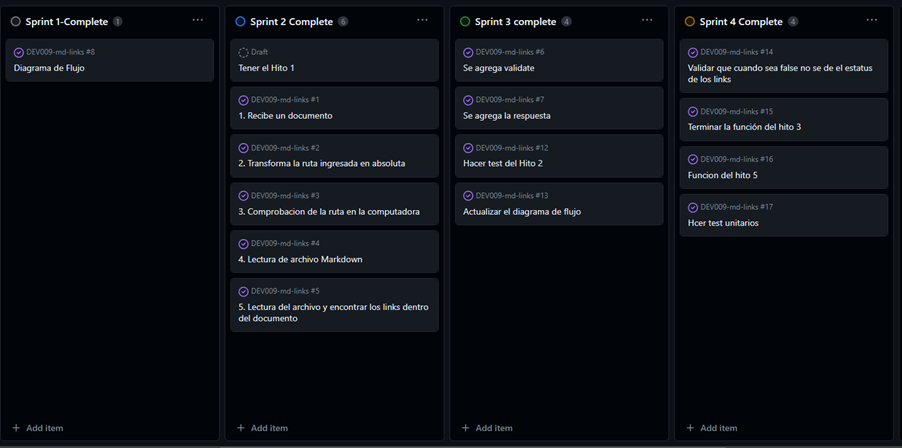 Sprint 1-Complete 1
DEV009-md-links #8
Diagrama de Flujo
Add item
Sprint 2 Complete 6
Draft
Tener el Hito 1
DEV009-md-links #1
1. Recibe un documento
DEV009-md-links #2
2. Transforma la ruta ingresada en absoluta
DEV009-md-links #3
3. Comprobacion de la ruta en la computadora
DEV009-md-links #4
4. Lectura de archivo Markdown
DEV009-md-links #5
5. Lectura del archivo y encontrar los links dentro
del documento
Add item
Sprint 3 complete 4
DEV009-md-links #6
Se agrega validate
DEV009-md-links #7
Se agrega la respuesta
DEV009-md-links #12
Hacer test del Hito 2
DEV009-md-links #13
Actualizar el diagrama de flujo
Add item
Sprint 4 Complete 4
DEV009-md-links #14
Validar que cuando sea false no se de el estatus
de los links
DEV009-md-links #15
Terminar la función del hito 3
DEV009-md-links #16
Funcion del hito 5
DEV009-md-links #17
Hcer test unitarios
Add item